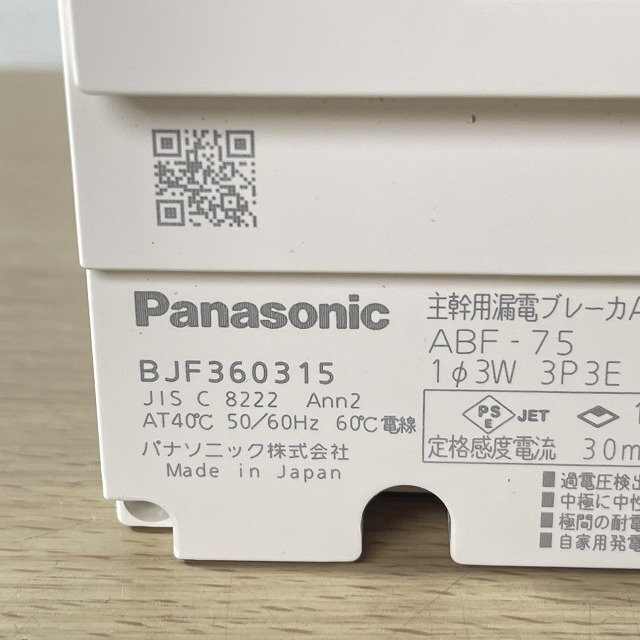 Panasonic
BJF360315
JIS C 8222 Ann2
AT40℃ 50/60Hz 60℃電線
パナソニック株式会社
Made in Japan
主幹用漏電ブレーカA
ABF-75
1φ3W 3P3E
PS
E
JET
定格感度電流 30m
■過電圧検出
■中極に中性
■極間の耐電
■自家用発電